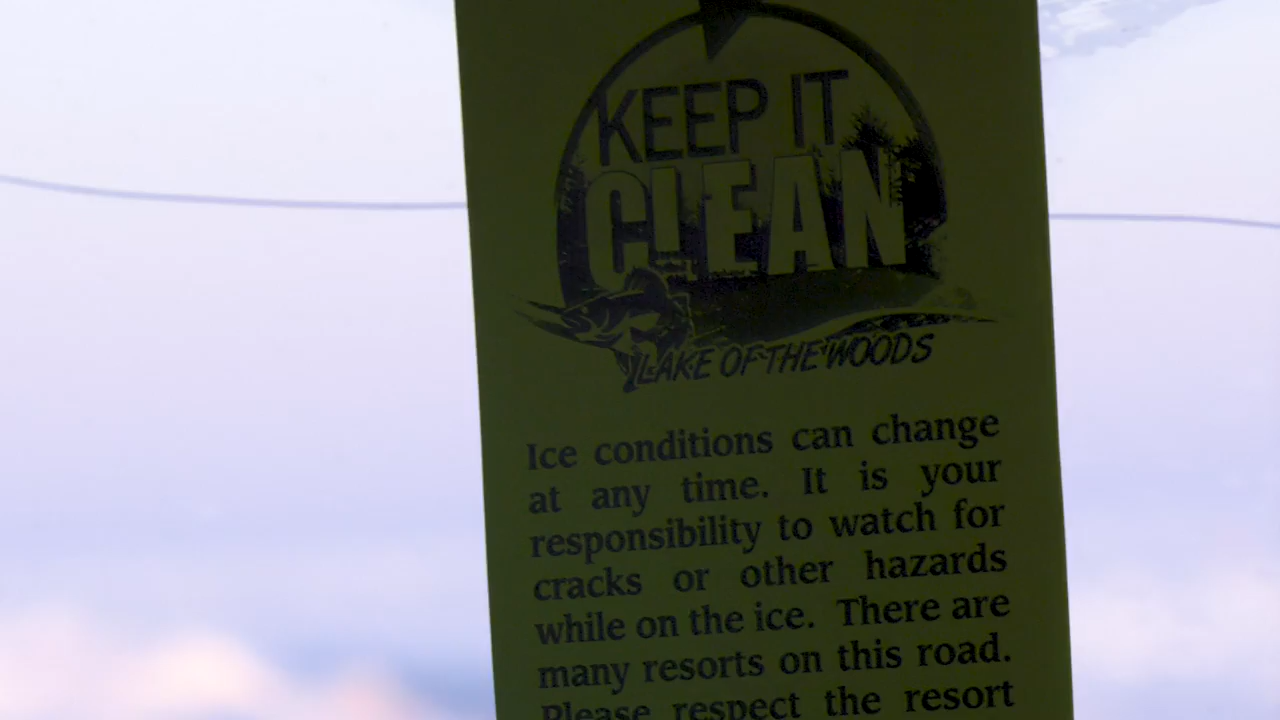 KEEP IT
CLEAN
LAKE OF THE WOODS
Ice conditions can change
at any time. It is your
responsibility to watch for
cracks or other hazards
while on the ice. There are
many resorts on this road.
Please respect the resort